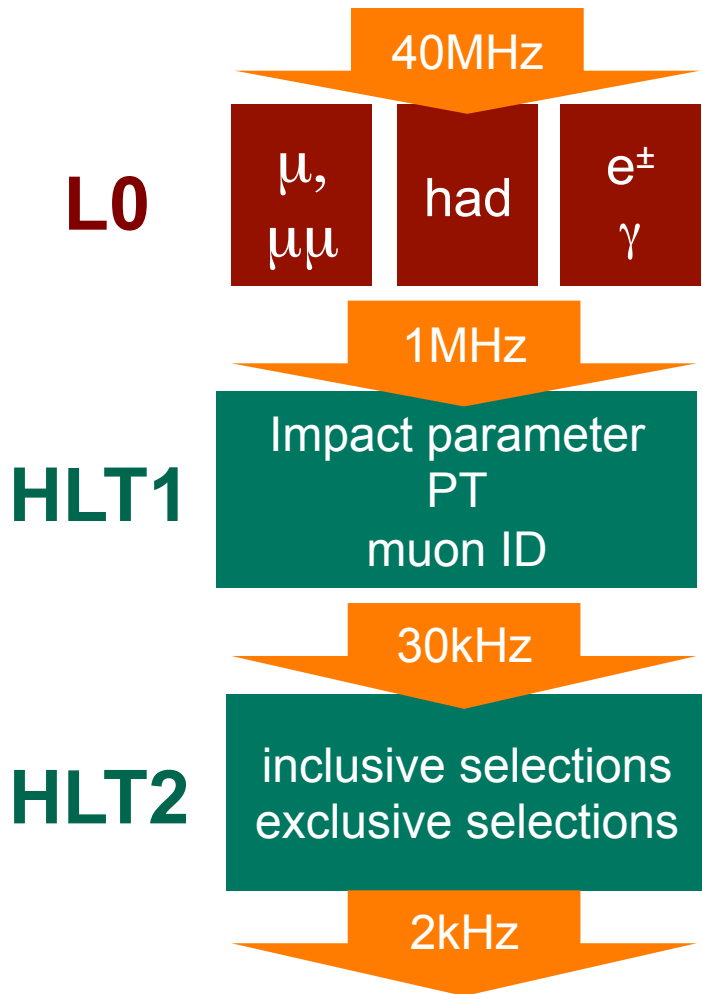 40MHz
L0
μ,
μμ
had
e±
γ
1MHz
HLT1
Impact parameter
PT
muon ID
30kHz
HLT2
inclusive selections
exclusive selections
2kHz